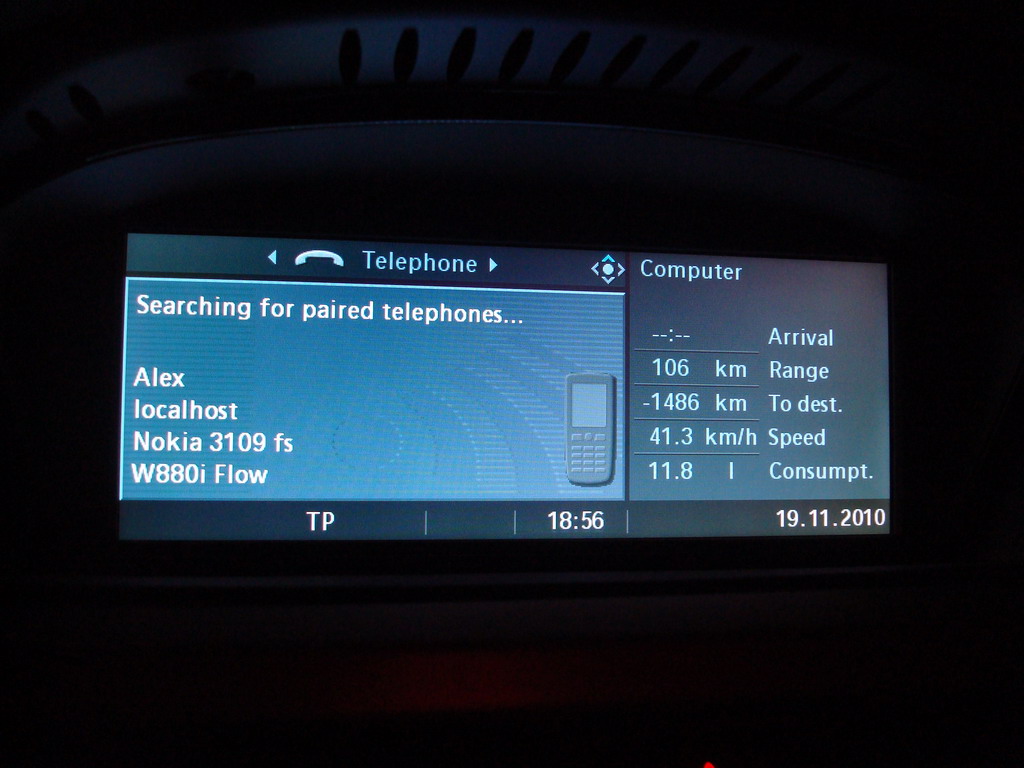 Telephone
Searching for paired telephones...
Alex
localhost
Nokia 3109 fs
W880i Flow
Computer
--:-- Arrival
106 km Range
-1486 km To dest.
41.3 km/h Speed
11.8 l Consumpt.
TP 18:56 19.11.2010